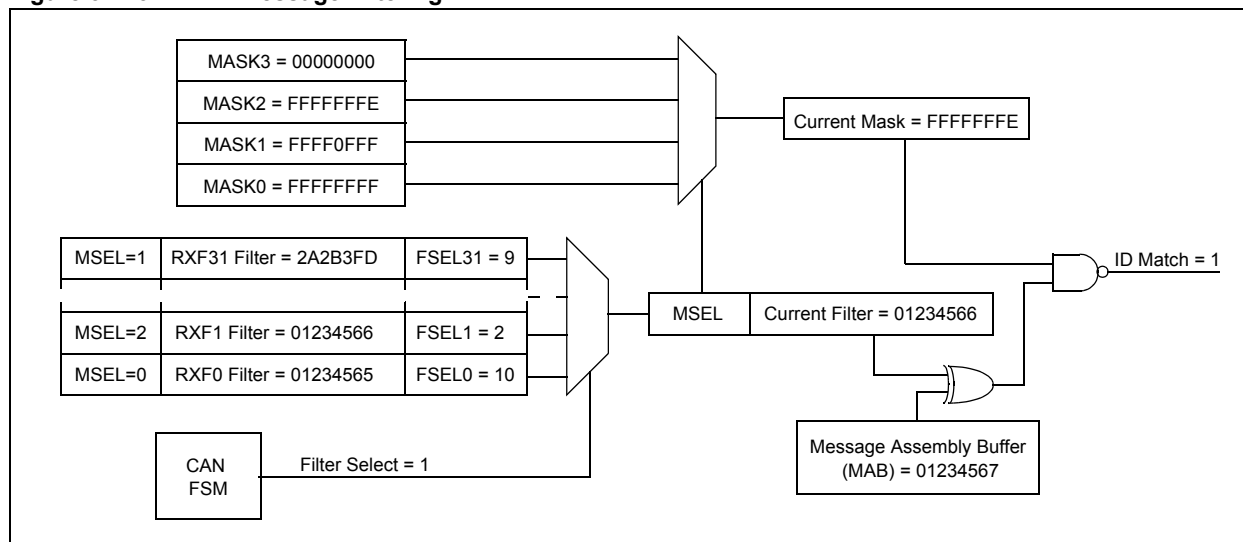 MASK3 = 00000000
MASK2 = FFFFFFFE
MASK1 = FFFF0FFF
MASK0 = FFFFFFFF
Current Mask = FFFFFFFE
MSEL=1 RXF31 Filter = 2A2B3FD FSEL31 = 9
MSEL=2 RXF1 Filter = 01234566 FSEL1 = 2
MSEL=0 RXF0 Filter = 01234565 FSEL0 = 10
MSEL Current Filter = 01234566
ID Match = 1
CAN
FSM
Filter Select = 1
Message Assembly Buffer
(MAB) = 01234567